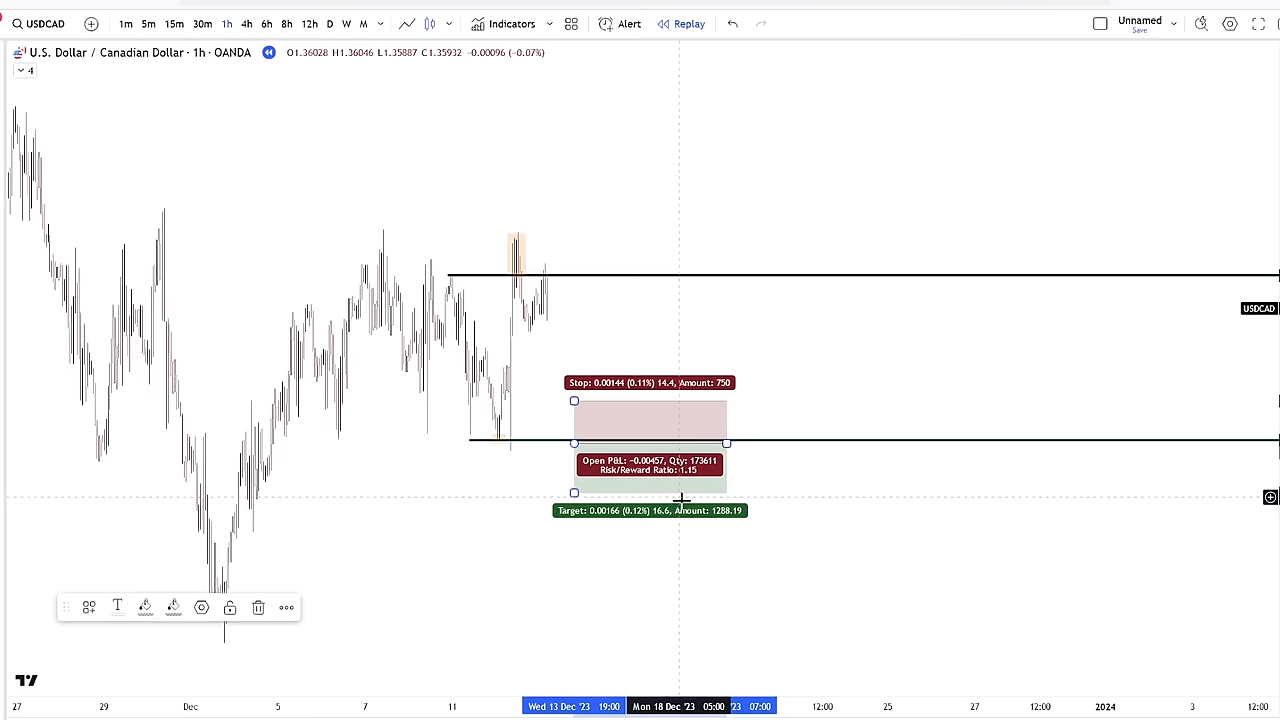 USDCAD 1m 5m 15m 30m 1h 4h 6h 8h 12h D W M Indicators Alert Replay Unnamed
Save
U.S. Dollar / Canadian Dollar · 1h · OANDA O1.36028 H1.36046 L1.35887 C1.35932 −0.00096 (−0.07%)
4
USDCAD
Stop: 0.00144 (0.11%) 14.4, Amount: 750
Open P&L: −0.00457, Qty: 173611
Risk/Reward Ratio: 1.15
Target: 0.00166 (0.12%) 16.6, Amount: 1288.19
T
27 29 Dec 5 7 11 Wed 13 Dec '23 19:00 Mon 18 Dec '23 05:00 '23 07:00 12:00 25 27 12:00 2024 3 12:00